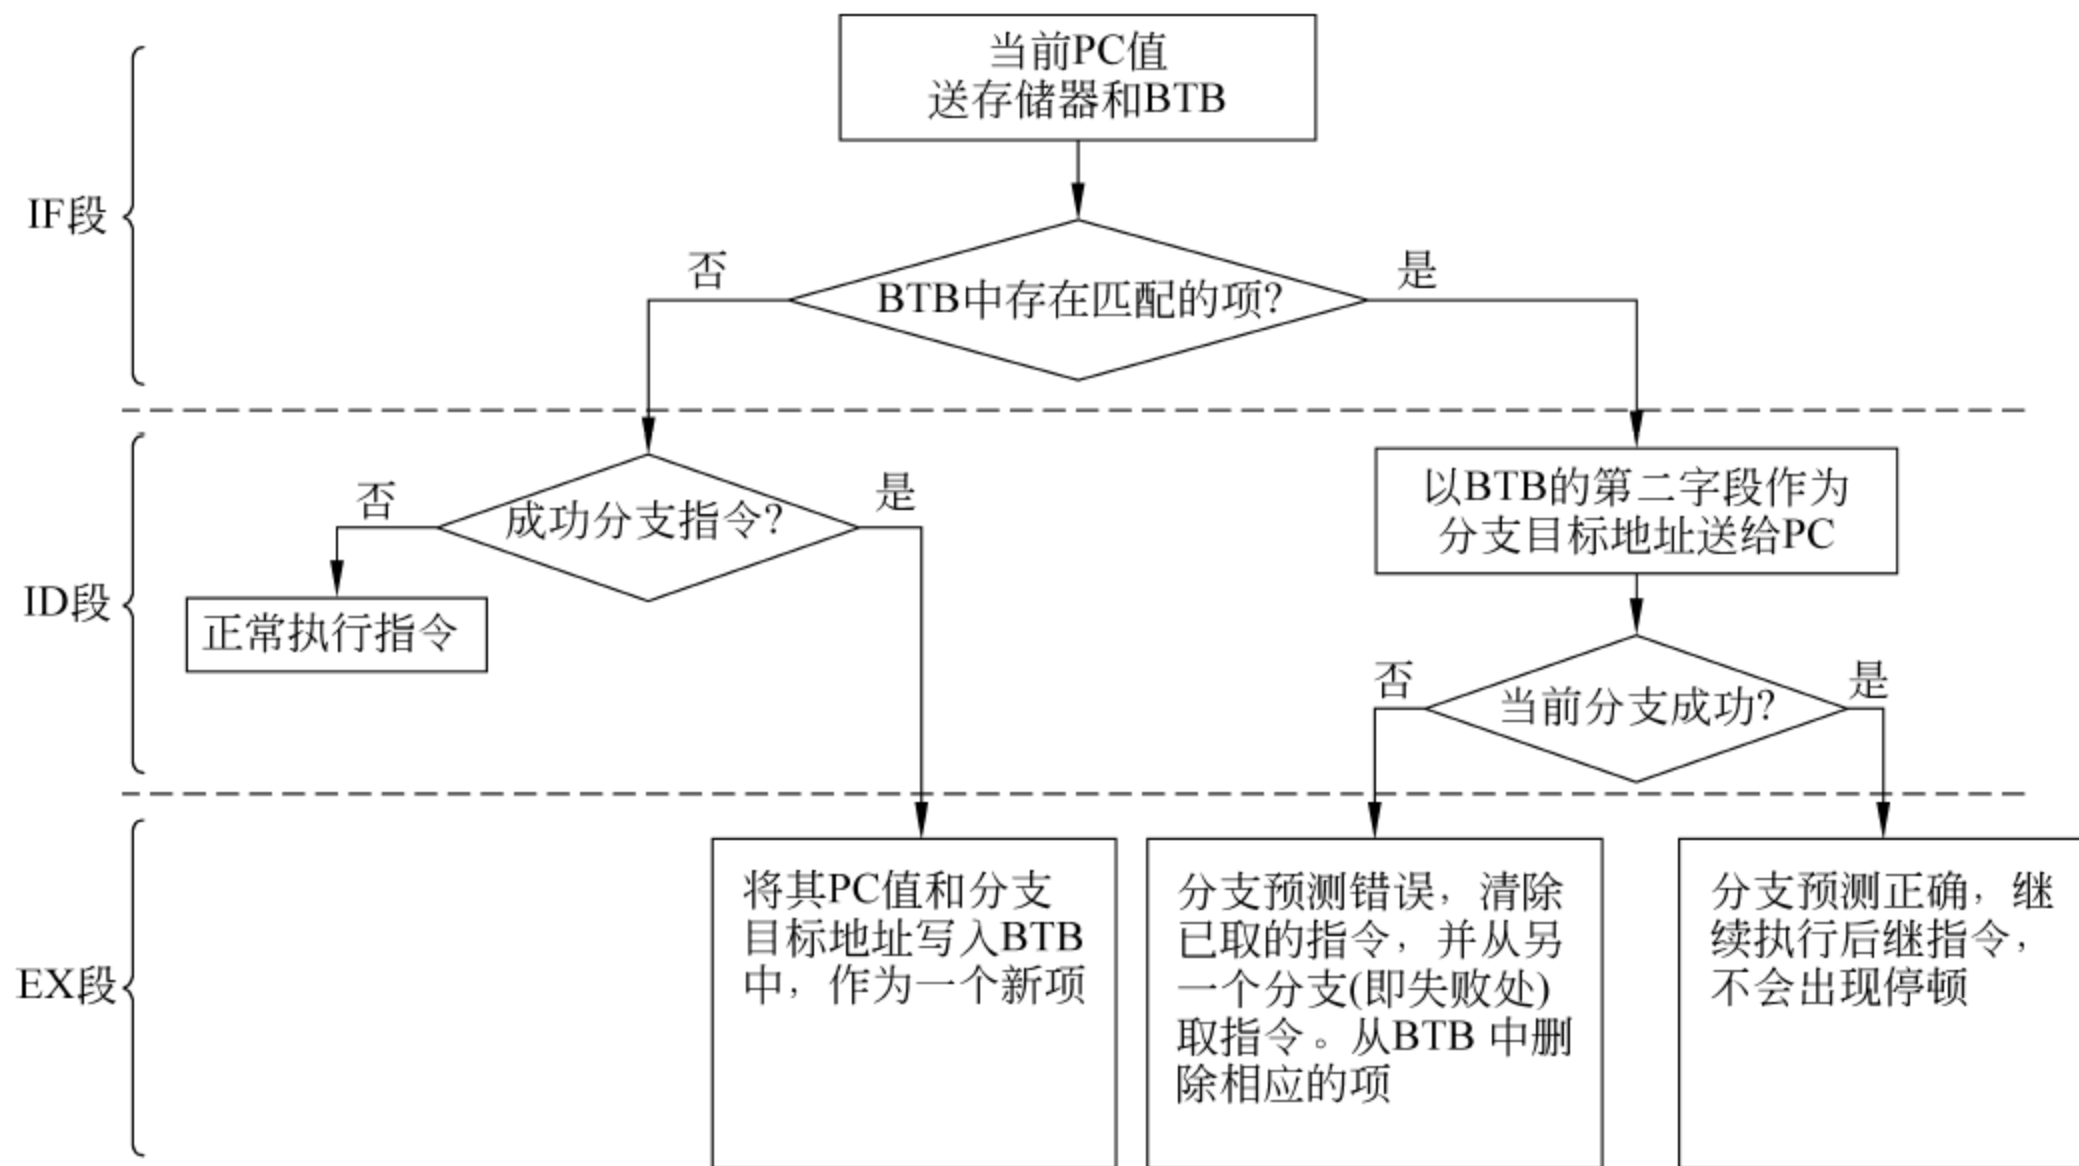 当前PC值
送存储器和BTB
IF段
否
是
BTB中存在匹配的项?
否
是
成功分支指令?
以BTB的第二字段作为
分支目标地址送给PC
ID段
正常执行指令
否
是
当前分支成功?
EX段
将其PC值和分支
目标地址写入BTB
中，作为一个新项
分支预测错误，清除
已取的指令，并从另
一个分支(即失败处)
取指令。从BTB 中删
除相应的项
分支预测正确，继
续执行后继指令，
不会出现停顿